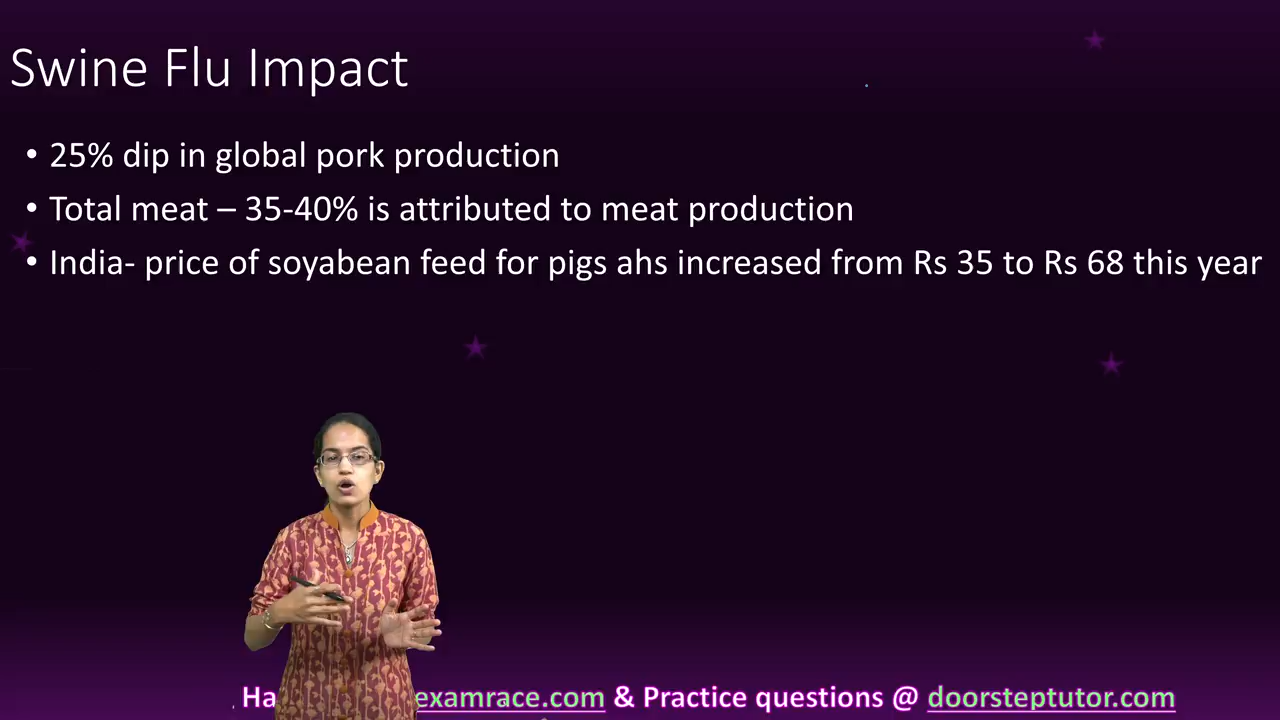 Swine Flu Impact
• 25% dip in global pork production
• Total meat – 35-40% is attributed to meat production
• India- price of soyabean feed for pigs ahs increased from Rs 35 to Rs 68 this year
examrace.com & Practice questions @ doorsteptutor.com